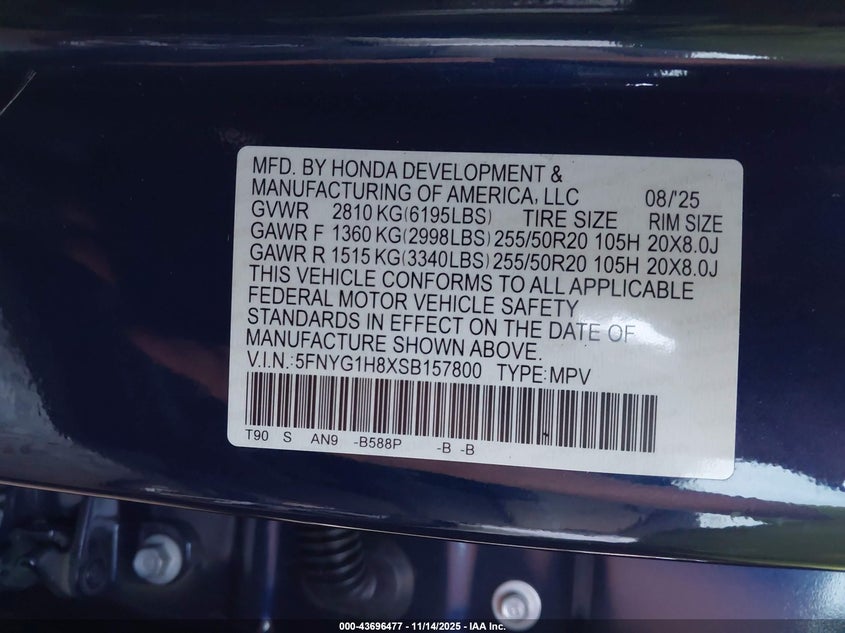 MFD. BY HONDA DEVELOPMENT &
MANUFACTURING OF AMERICA, LLC 08/'25
GVWR 2810 KG(6195LBS) TIRE SIZE RIM SIZE
GAWR F 1360 KG(2998LBS) 255/50R20 105H 20X8.0J
GAWR R 1515 KG(3340LBS) 255/50R20 105H 20X8.0J
THIS VEHICLE CONFORMS TO ALL APPLICABLE
FEDERAL MOTOR VEHICLE SAFETY
STANDARDS IN EFFECT ON THE DATE OF
MANUFACTURE SHOWN ABOVE.
V.I.N.:5FNYG1H8XSB157800 TYPE:MPV
T90 S AN9 -B588P -B -B
000-43696477 - 11/14/2025 - IAA Inc.